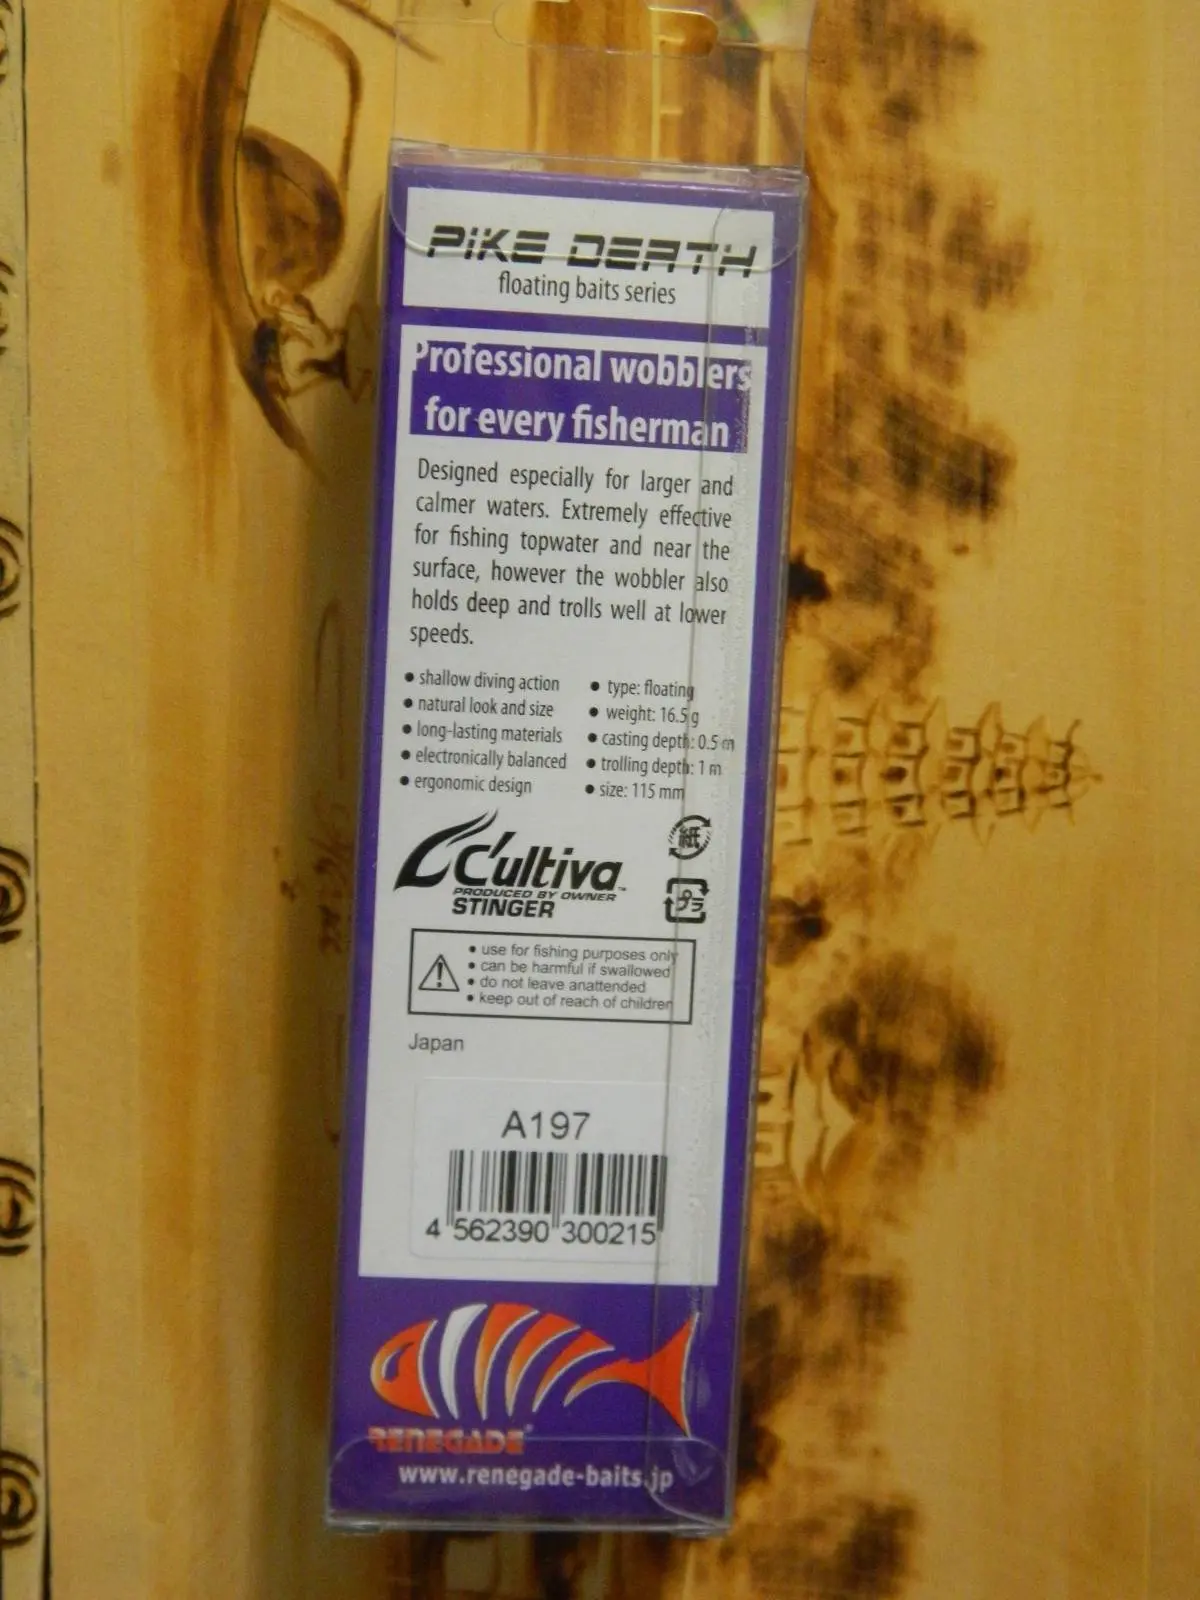 PIKE DEATH
floating baits series
Professional wobblers
for every fisherman
Designed especially for larger and
calmer waters. Extremely effective
for fishing topwater and near the
surface, however the wobbler also
holds deep and trolls well at lower
speeds.
• shallow diving action
• natural look and size
• long-lasting materials
• electronically balanced
• ergonomic design
• type: floating
• weight: 16.5 g
• casting depth: 0.5 m
• trolling depth: 1 m
• size: 115 mm
C'ultiva™
PRODUCED BY OWNER
STINGER
紙
プラ
• use for fishing purposes only
• can be harmful if swallowed
• do not leave anattended
• keep out of reach of children
Japan
A197
4 562390 300215
RENEGADE®
www.renegade-baits.jp